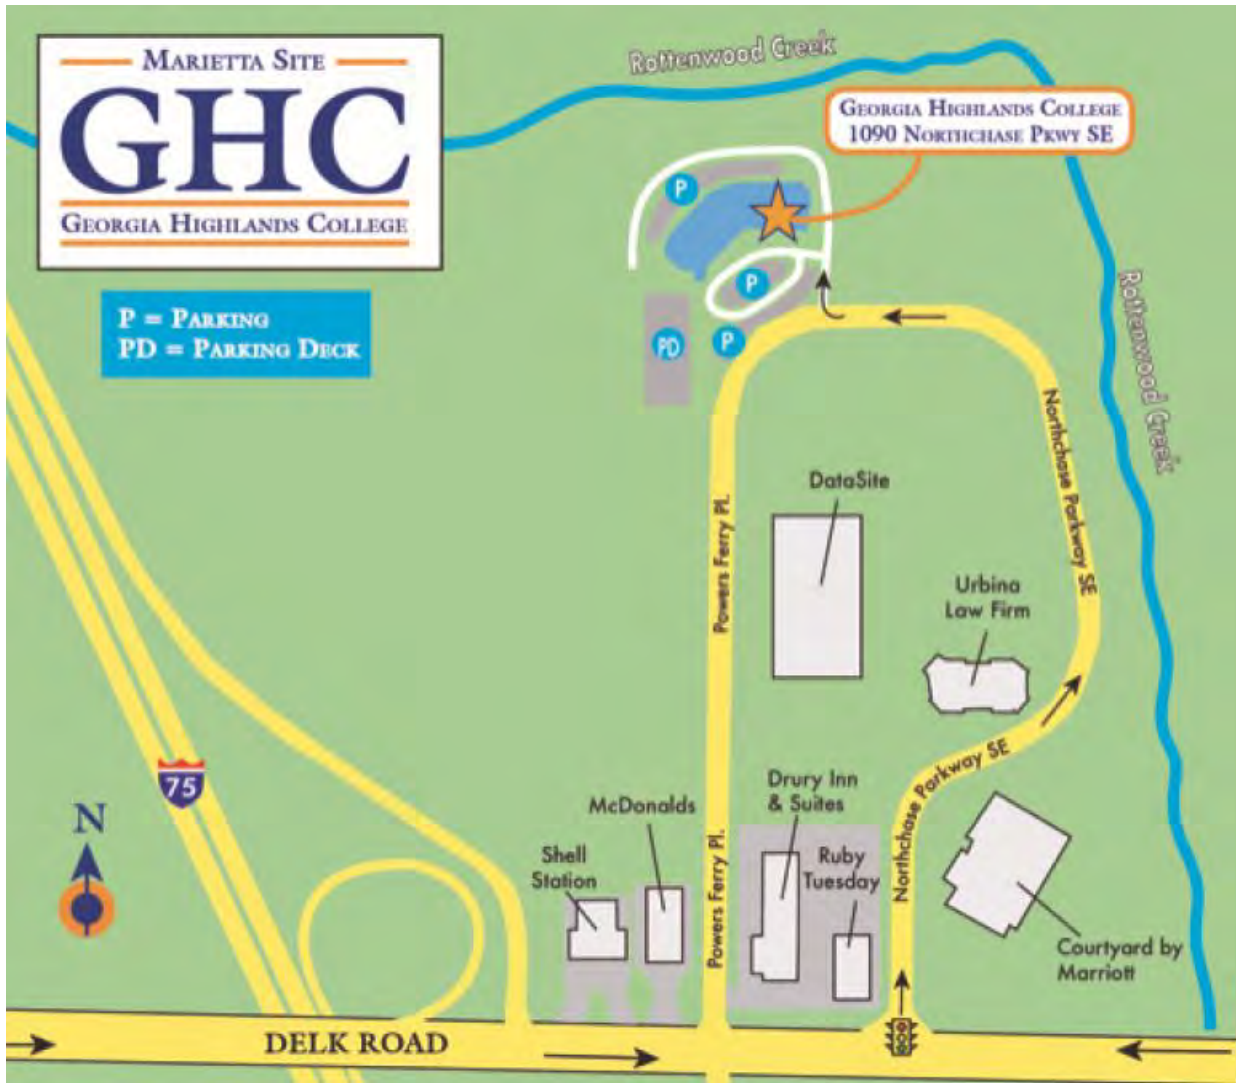 Marietta Site
GHC
Georgia Highlands College
P = Parking
PD = Parking Deck
Rottenwood Creek
Georgia Highlands College
1090 Northchase Pkwy SE
P
P
PD
P
Rottenwood Creek
Northchase Parkway SE
DataSite
Powers Ferry Pl.
Urbina
Law Firm
Northchase Parkway SE
75
N
McDonalds
Drury Inn
& Suites
Shell
Station
Ruby
Tuesday
Powers Ferry Pl.
Courtyard by
Marriott
DELK ROAD